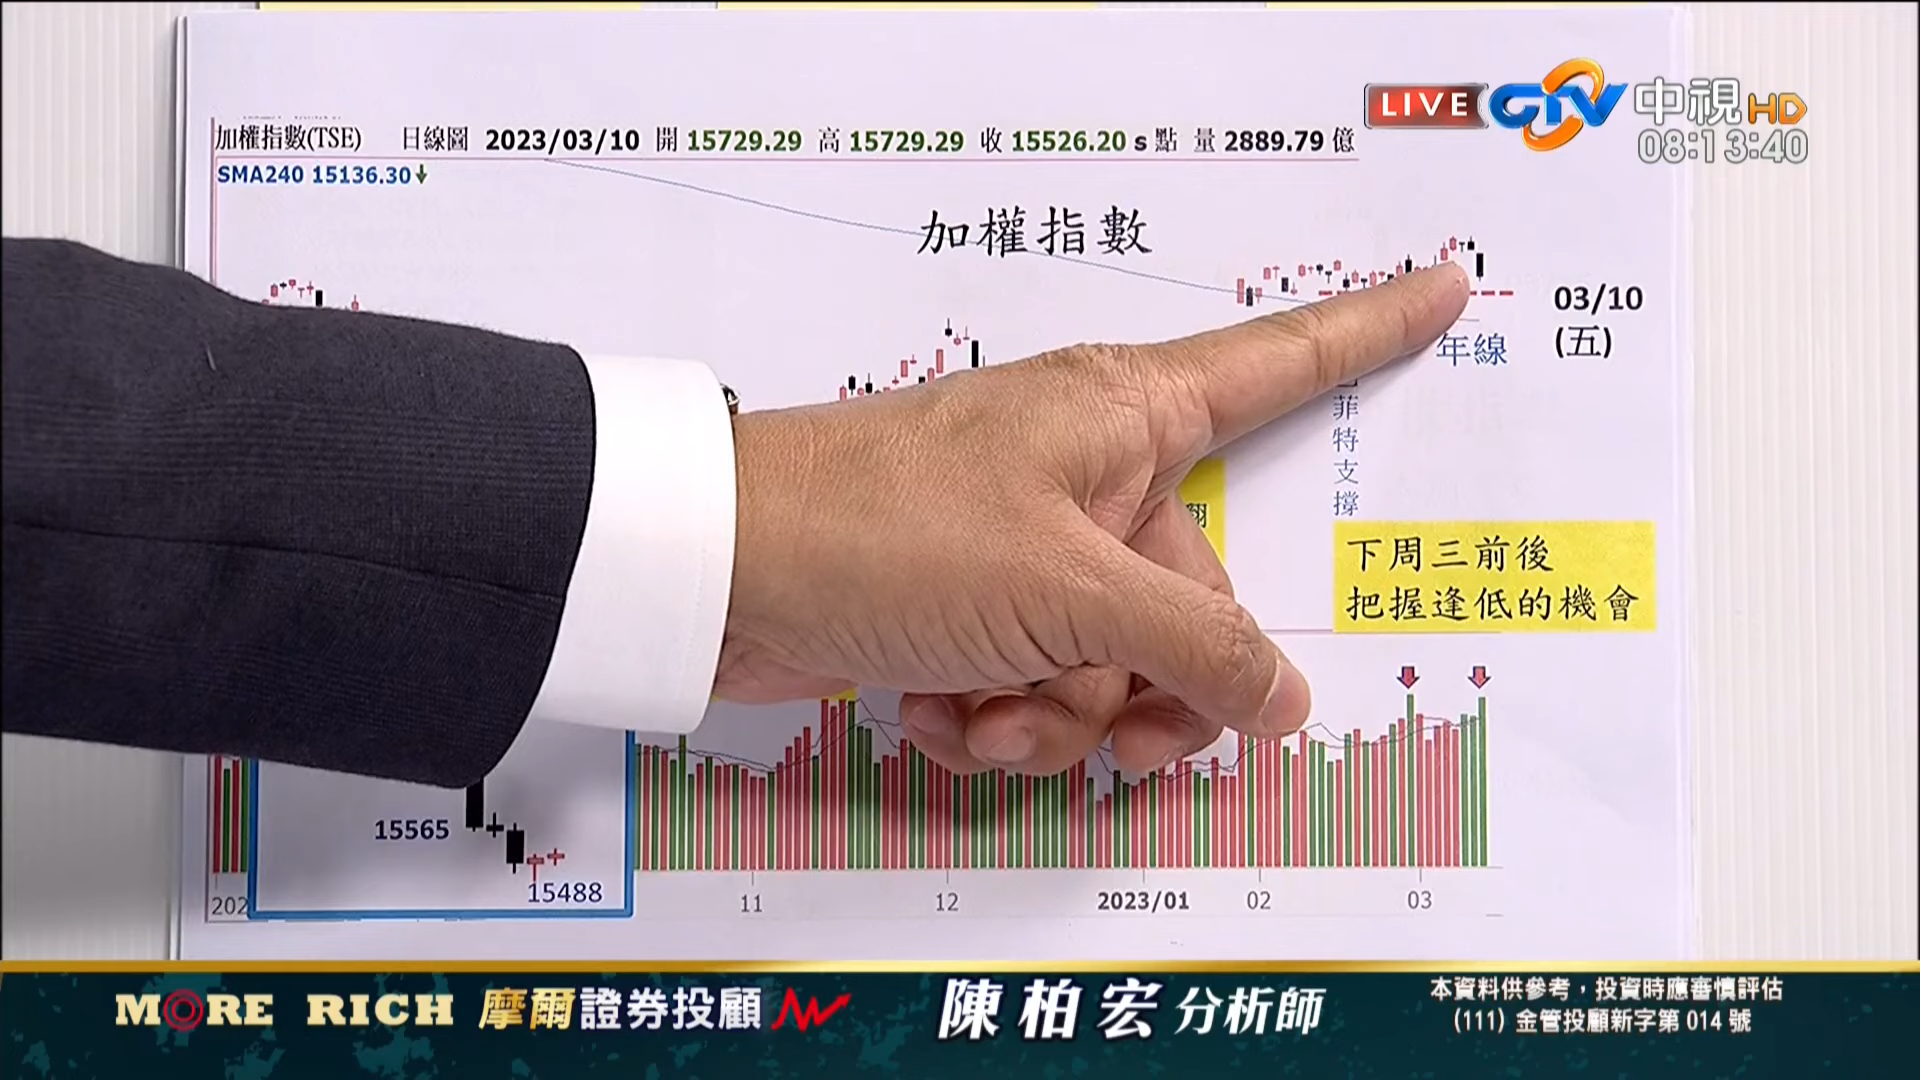 LIVE CTV 中視 HD
08:13:40
加權指數(TSE) 日線圖 2023/03/10 開 15729.29 高 15729.29 收 15526.20 s 點 量 2889.79 億
SMA240 15136.30↓
加權指數
03/10
(五)
年線
菲特支撐
下周三前後
把握逢低的機會
15565
15488
202
11
12
2023/01
02
03
MORE RICH 摩爾證券投顧
陳柏宏 分析師
本資料供參考，投資時應審慎評估
(111) 金管投顧新字第 014 號